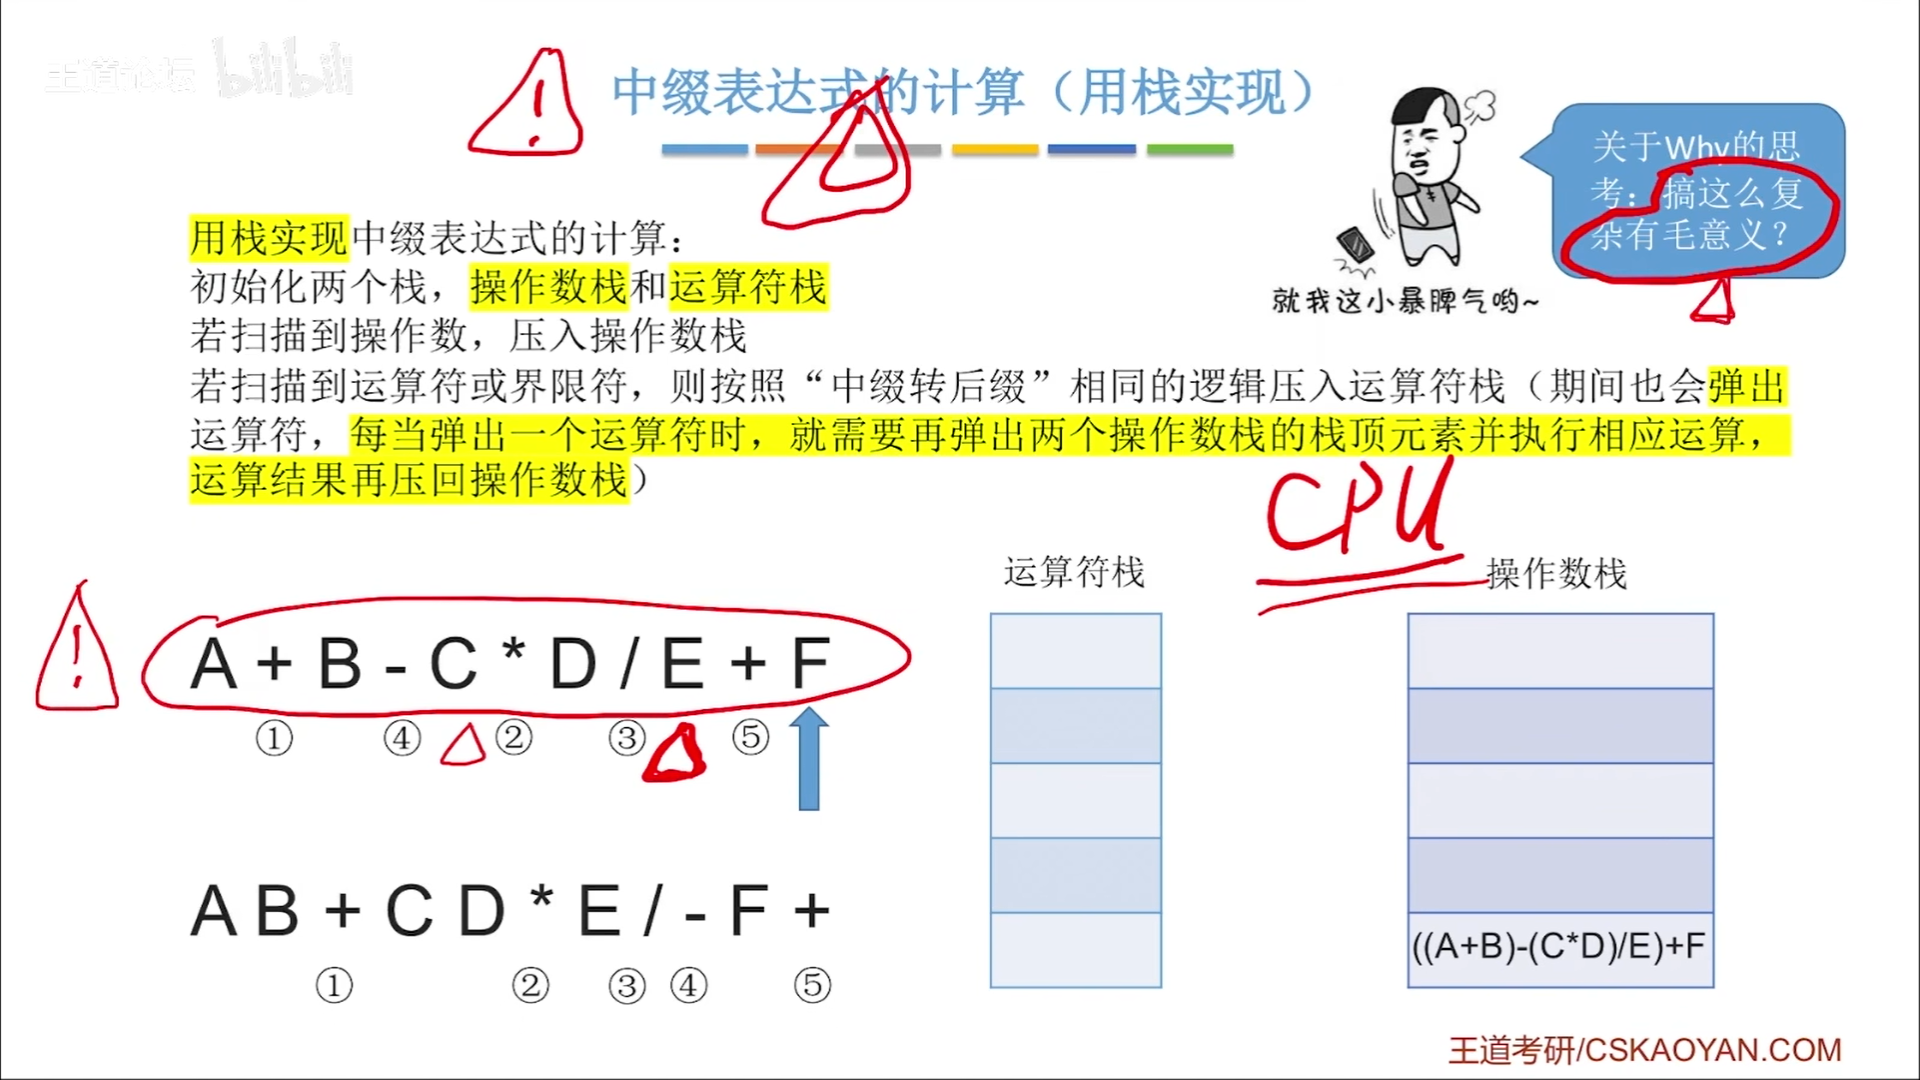 王道论坛 bilibili
中缀表达式的计算（用栈实现）
关于Why的思
考：搞这么复
杂有毛意义？
就我这小暴脾气哟~
用栈实现中缀表达式的计算：
初始化两个栈，操作数栈和运算符栈
若扫描到操作数，压入操作数栈
若扫描到运算符或界限符，则按照“中缀转后缀”相同的逻辑压入运算符栈（期间也会弹出
运算符，每当弹出一个运算符时，就需要再弹出两个操作数栈的栈顶元素并执行相应运算，
运算结果再压回操作数栈）
CPU
运算符栈
操作数栈
A + B - C * D / E + F
① ④ ② ③ ⑤
A B + C D * E / - F +
① ② ③ ④ ⑤
((A+B)-(C*D)/E)+F
王道考研/CSKAOYAN.COM